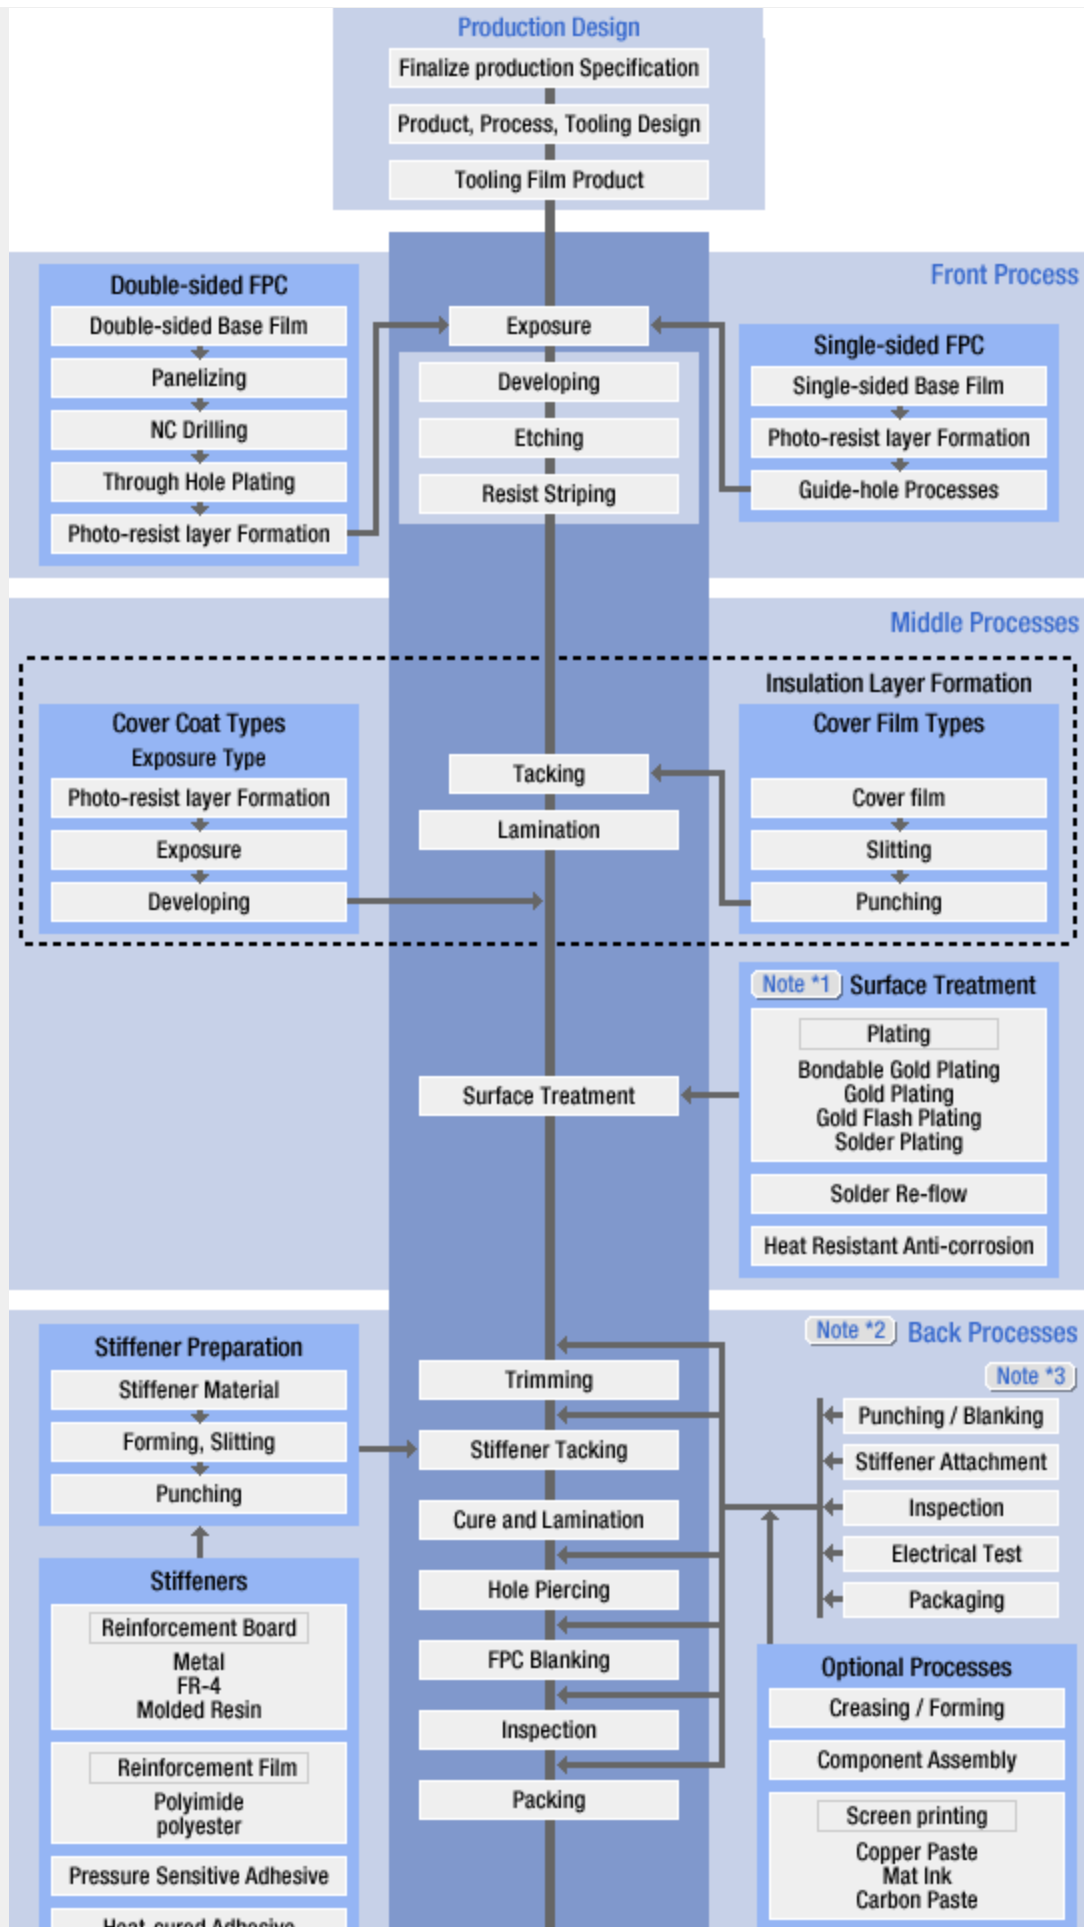 Production Design
Finalize production Specification
Product, Process, Tooling Design
Tooling Film Product
Front Process
Double-sided FPC
Double-sided Base Film
Panelizing
NC Drilling
Through Hole Plating
Photo-resist layer Formation
Exposure
Developing
Etching
Resist Striping
Single-sided FPC
Single-sided Base Film
Photo-resist layer Formation
Guide-hole Processes
Middle Processes
Insulation Layer Formation
Cover Coat Types
Exposure Type
Photo-resist layer Formation
Exposure
Developing
Tacking
Lamination
Cover Film Types
Cover film
Slitting
Punching
Surface Treatment
Note *1 Surface Treatment
Plating
Bondable Gold Plating
Gold Plating
Gold Flash Plating
Solder Plating
Solder Re-flow
Heat Resistant Anti-corrosion
Note *2 Back Processes
Stiffener Preparation
Stiffener Material
Forming, Slitting
Punching
Stiffeners
Reinforcement Board
Metal
FR-4
Molded Resin
Reinforcement Film
Polyimide
polyester
Pressure Sensitive Adhesive
Heat-cured Adhesive
Trimming
Stiffener Tacking
Cure and Lamination
Hole Piercing
FPC Blanking
Inspection
Packing
Note *3
Punching / Blanking
Stiffener Attachment
Inspection
Electrical Test
Packaging
Optional Processes
Creasing / Forming
Component Assembly
Screen printing
Copper Paste
Mat Ink
Carbon Paste